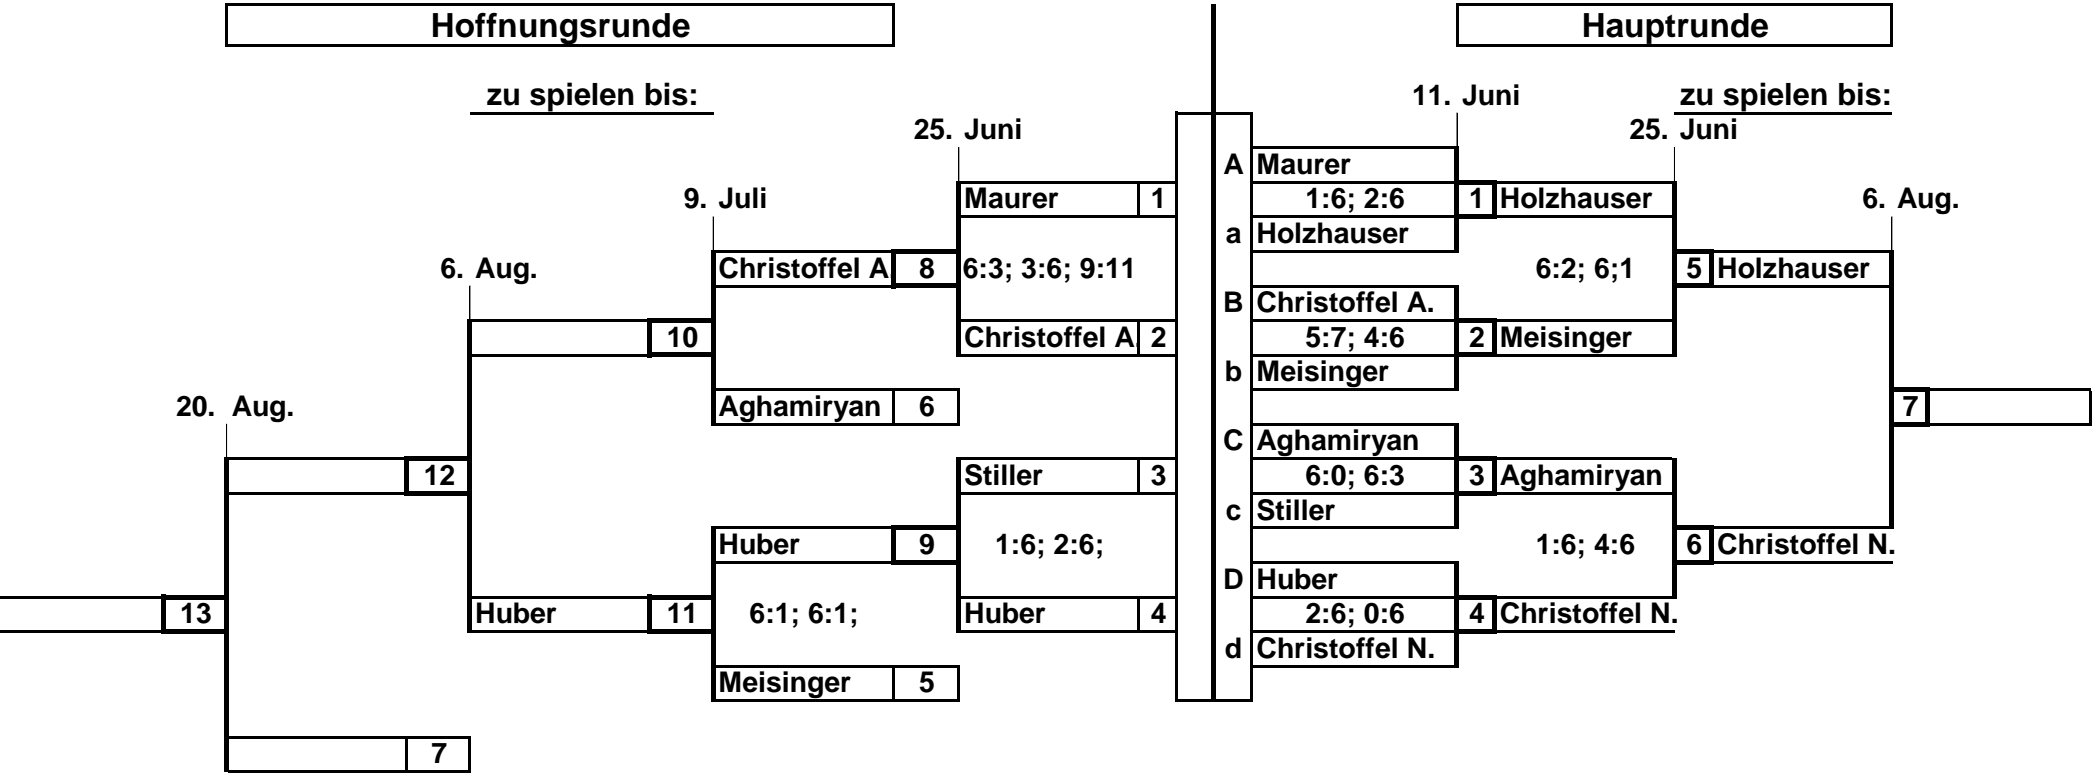 Hoffnungsrunde Hauptrunde
zu spielen bis: 11. Juni zu spielen bis:
25. Juni 25. Juni
A Maurer
9. Juli Maurer 1 1:6; 2:6 1 Holzhauser 6. Aug.
a Holzhauser
6. Aug. Christoffel A 8 6:3; 3:6; 9:11 6:2; 6;1 5 Holzhauser
B Christoffel A.
10 Christoffel A. 2 5:7; 4:6 2 Meisinger
b Meisinger
20. Aug. Aghamiryan 6 7
C Aghamiryan
12 Stiller 3 6:0; 6:3 3 Aghamiryan
c Stiller
Huber 9 1:6; 2:6; 1:6; 4:6 6 Christoffel N.
D Huber
13 Huber 11 6:1; 6:1; Huber 4 2:6; 0:6 4 Christoffel N.
d Christoffel N.
Meisinger 5
7